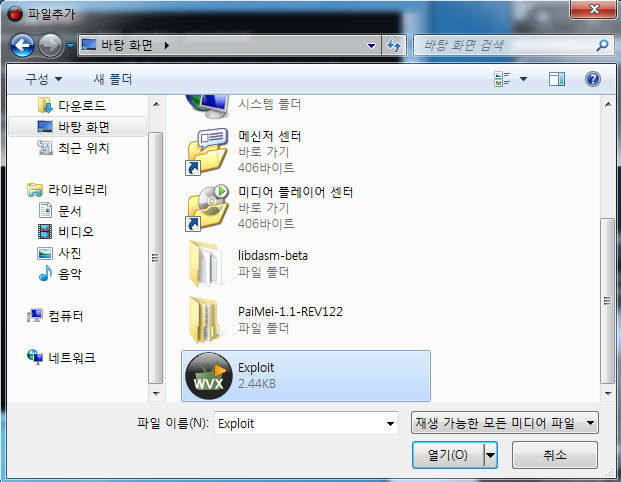 파일추가
바탕 화면
바탕 화면 검색
구성
새 폴더
다운로드
바탕 화면
최근 위치
라이브러리
문서
비디오
사진
음악
컴퓨터
네트워크
시스템 폴더
메신저 센터
바로 가기
406바이트
미디어 플레이어 센터
바로 가기
406바이트
libdasm-beta
파일 폴더
PaiMei-1.1-REV122
파일 폴더
WVX
Exploit
2.44KB
파일 이름(N):
Exploit
재생 가능한 모든 미디어 파일
열기(O)
취소